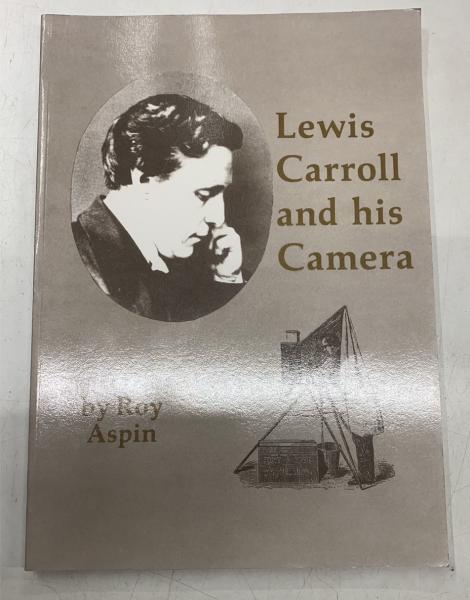 Lewis
Carroll
and his
Camera
by Roy
Aspin